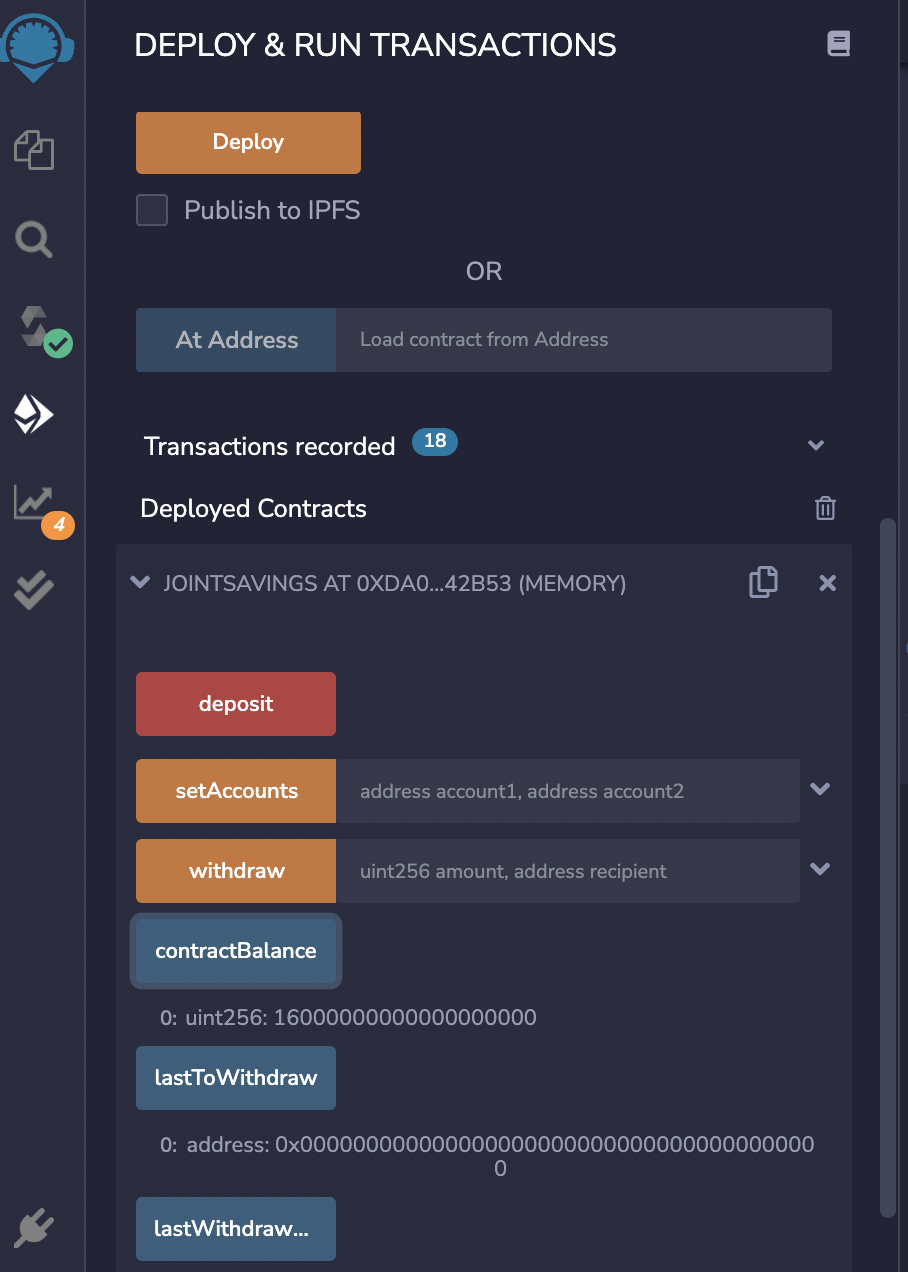 DEPLOY & RUN TRANSACTIONS
Deploy
Publish to IPFS
OR
At Address Load contract from Address
Transactions recorded 18
Deployed Contracts
4
JOINTSAVINGS AT 0XDA0...42B53 (MEMORY)
deposit
setAccounts address account1, address account2
withdraw uint256 amount, address recipient
contractBalance
0: uint256: 16000000000000000000
lastToWithdraw
0: address: 0x000000000000000000000000000000000000000
0
lastWithdraw...